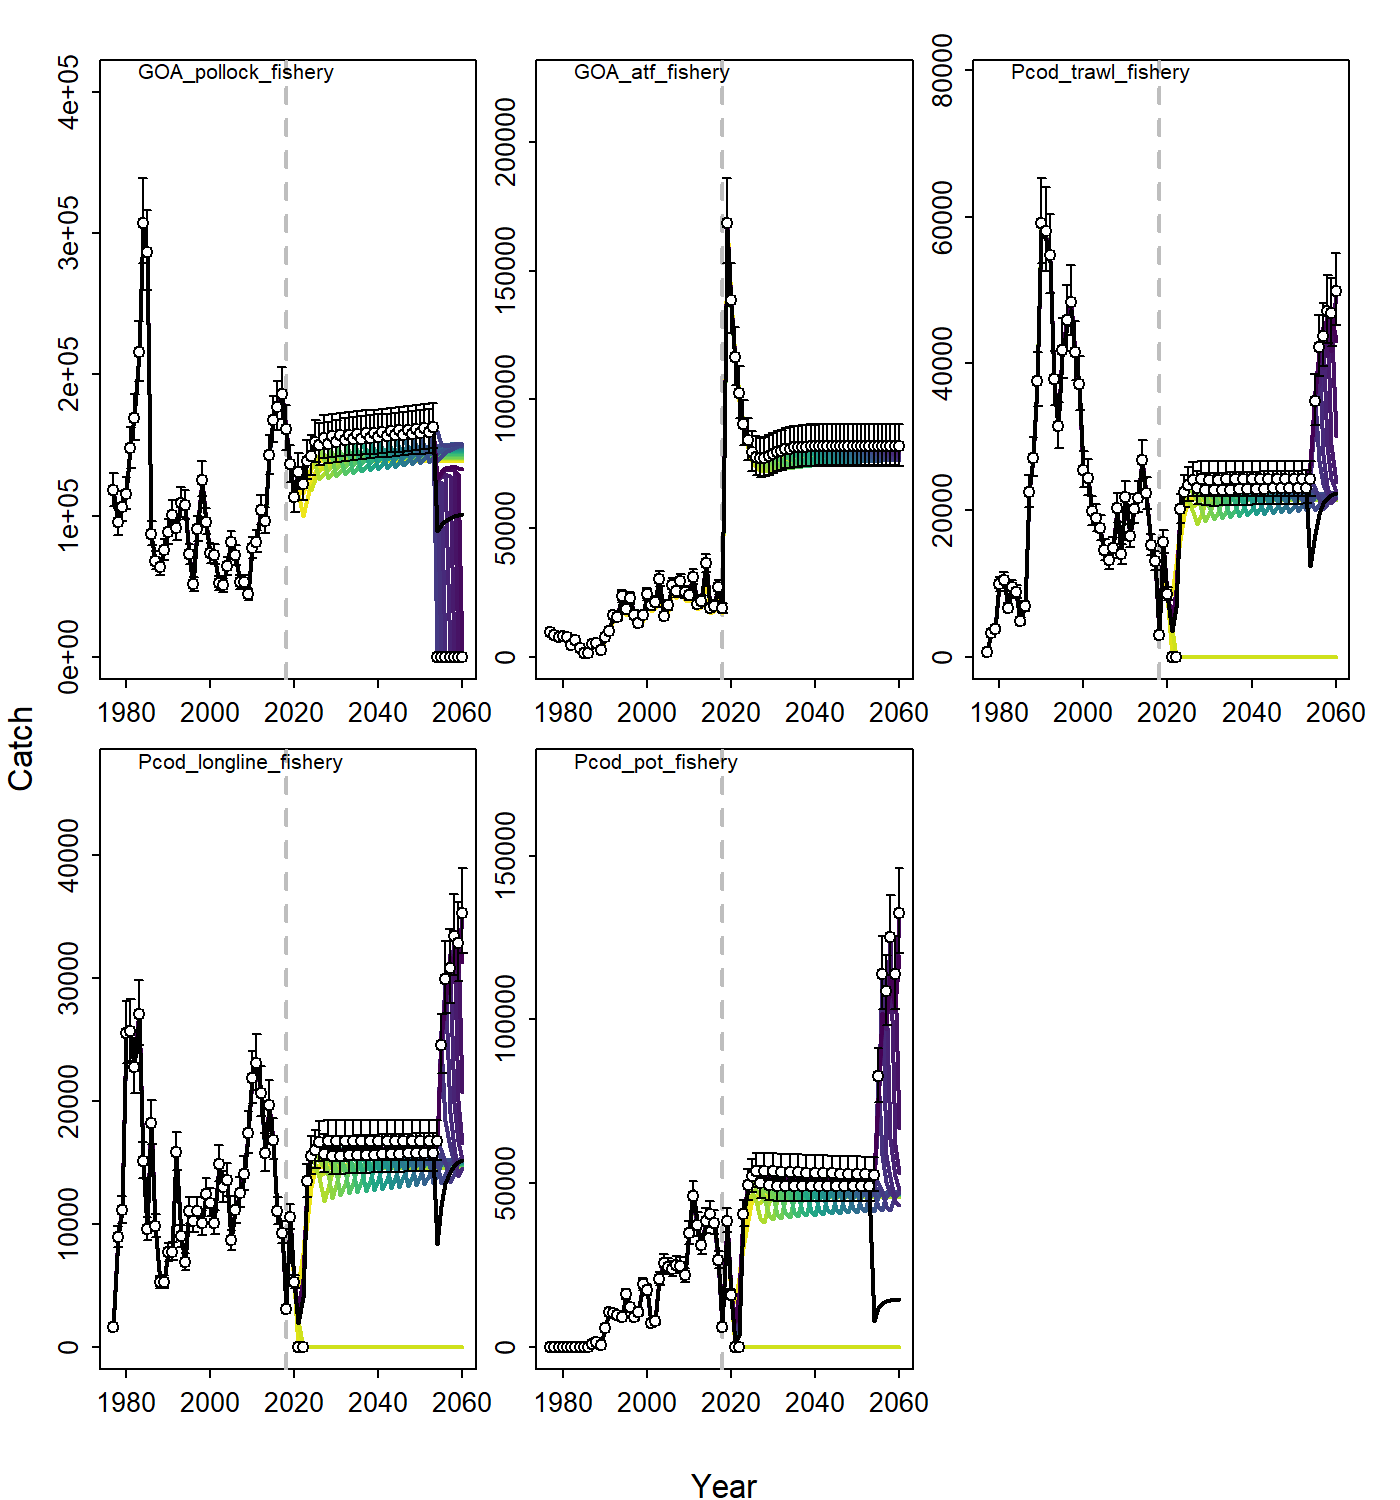 GOA_pollock_fishery
0e+00 1e+05 2e+05 3e+05 4e+05
1980 2000 2020 2040 2060
GOA_atf_fishery
0 50000 100000 150000 200000
1980 2000 2020 2040 2060
Pcod_trawl_fishery
0 20000 40000 60000 80000
1980 2000 2020 2040 2060
Catch
Pcod_longline_fishery
0 10000 20000 30000 40000
1980 2000 2020 2040 2060
Pcod_pot_fishery
0 50000 100000 150000
1980 2000 2020 2040 2060
Year